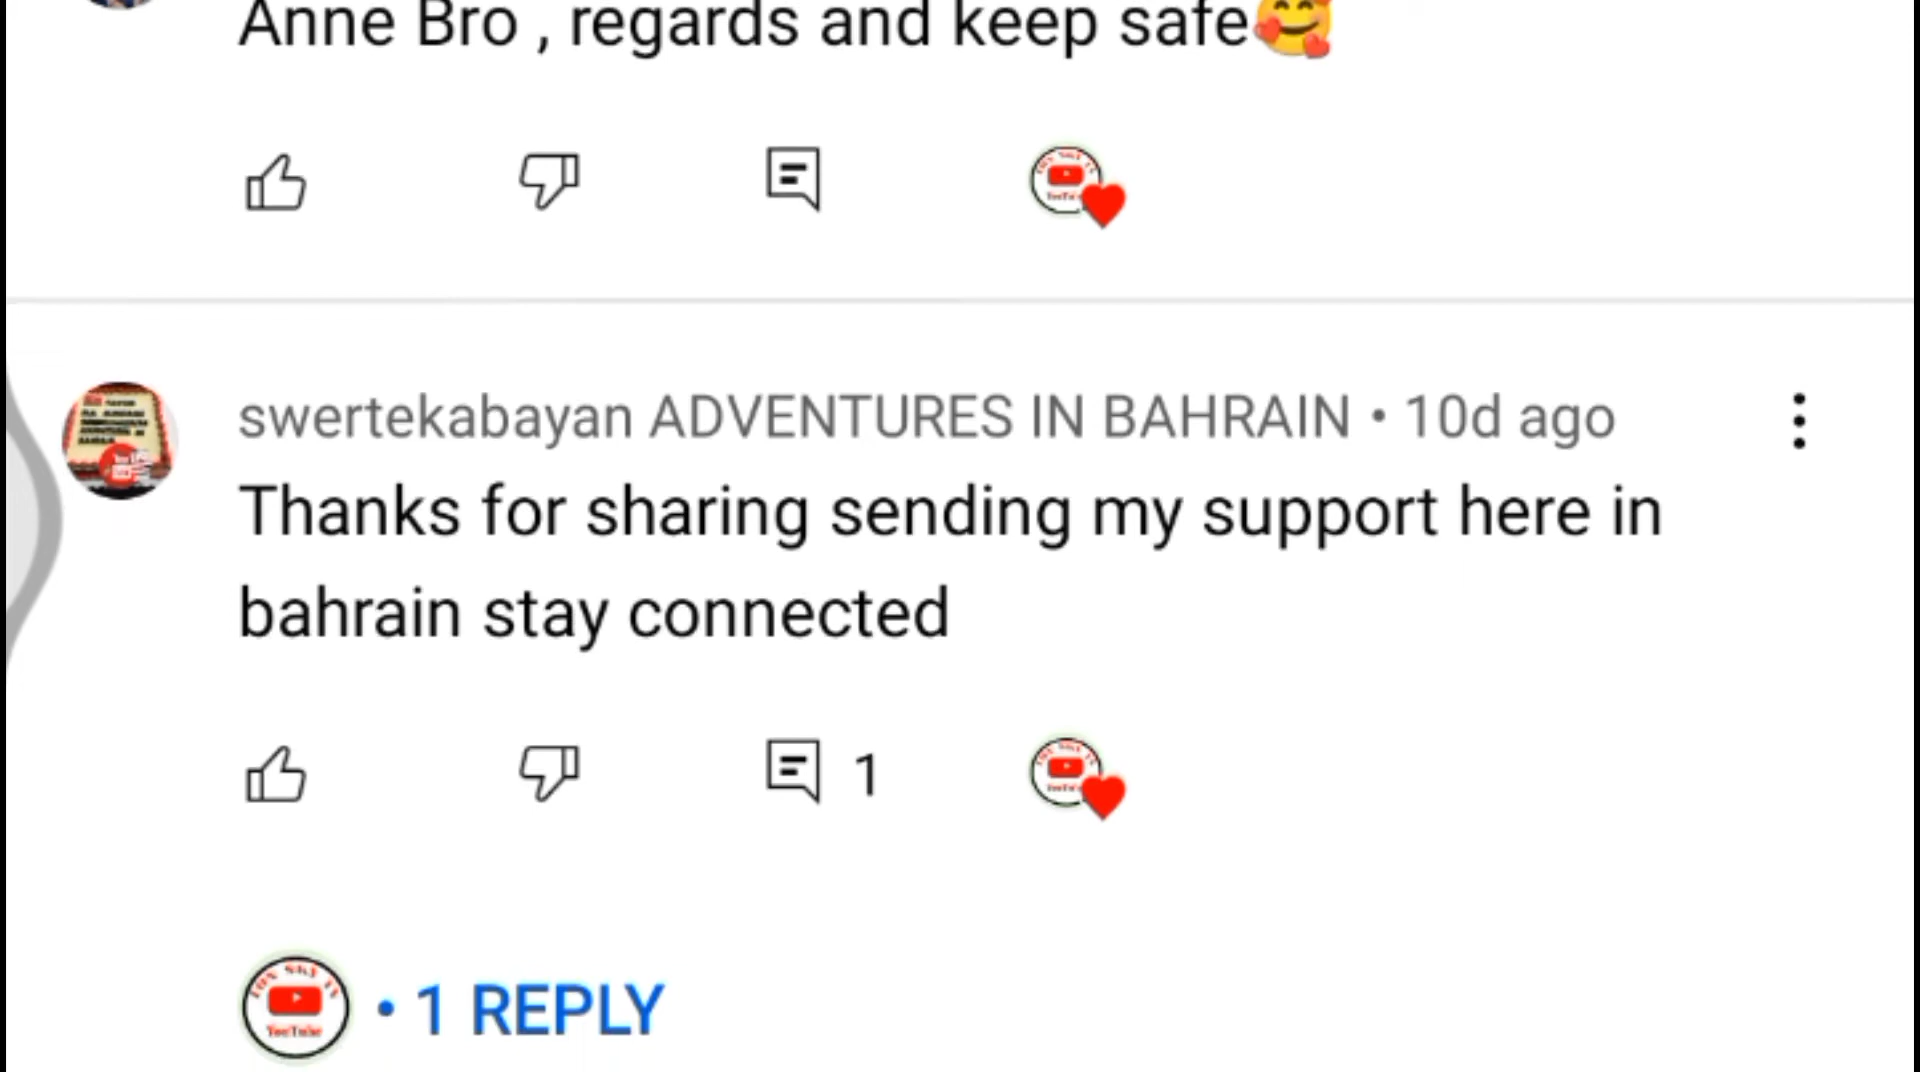 Anne Bro , regards and keep safe🥰
swertekabayan ADVENTURES IN BAHRAIN • 10d ago
Thanks for sharing sending my support here in
bahrain stay connected
1
• 1 REPLY
YouTube